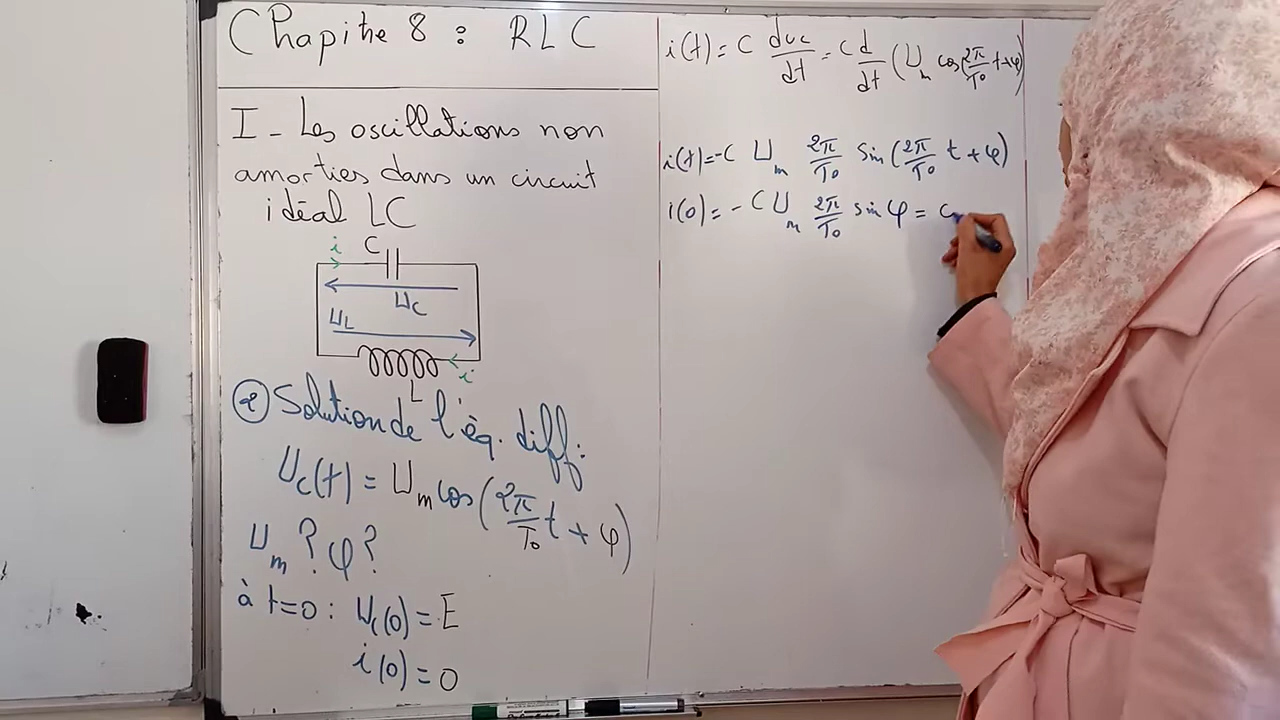 Chapitre 8 : RLC
I - Les oscillations non
amorties dans un circuit
idéal LC
i C
Uc
UL
i
L
② Solution de l'éq. diff :
Uc(t) = Um cos(2π/T0 t + φ)
Um ? φ ?
à t=0 : Uc(0) = E
i(0) = 0
i(t) = C duc/dt = C d/dt (Um cos(2π/T0 t+φ)
i(t) = -C Um 2π/T0 sin(2π/T0 t + φ)
i(0) = - C Um 2π/T0 sin φ =